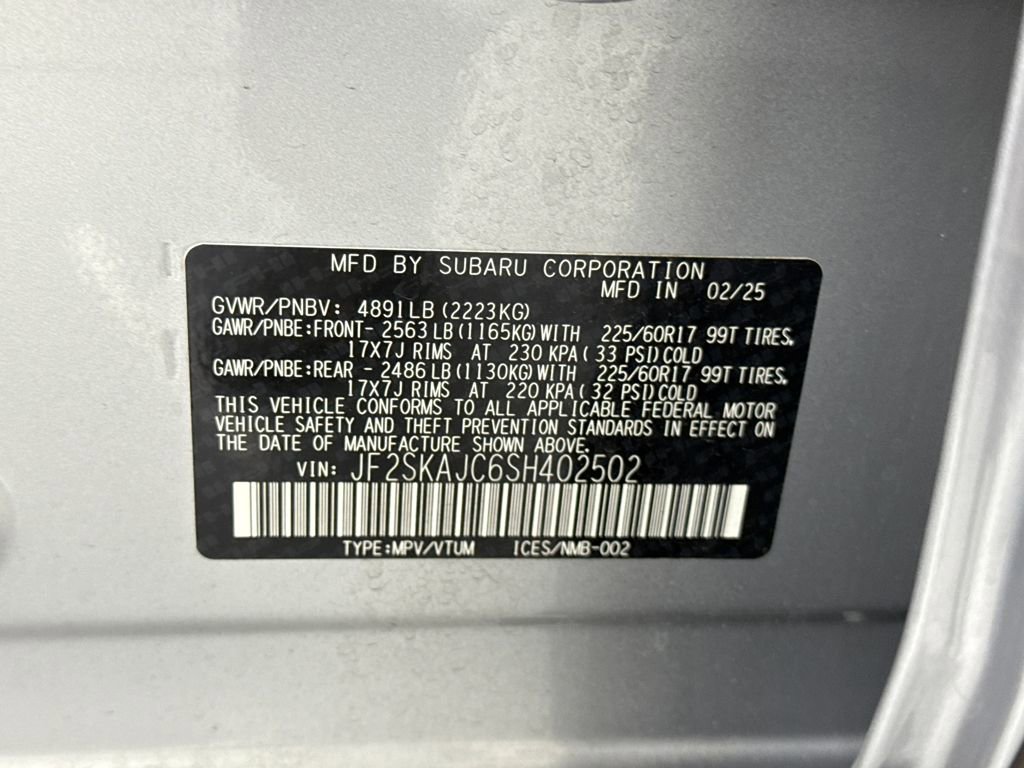 MFD BY SUBARU CORPORATION
MFD IN 02/25
GVWR/PNBV: 4891LB (2223KG)
GAWR/PNBE:FRONT- 2563 LB (1165KG) WITH 225/60R17 99T TIRES,
17X7J RIMS AT 230 KPA ( 33 PSI) COLD
GAWR/PNBE:REAR - 2486 LB (1130KG) WITH 225/60R17 99T TIRES,
17X7J RIMS AT 220 KPA ( 32 PSI) COLD
THIS VEHICLE CONFORMS TO ALL APPLICABLE FEDERAL MOTOR
VEHICLE SAFETY AND THEFT PREVENTION STANDARDS IN EFFECT ON
THE DATE OF MANUFACTURE SHOWN ABOVE.
VIN: JF2SKAJC6SH402502
TYPE:MPV/VTUM ICES/NMB-002